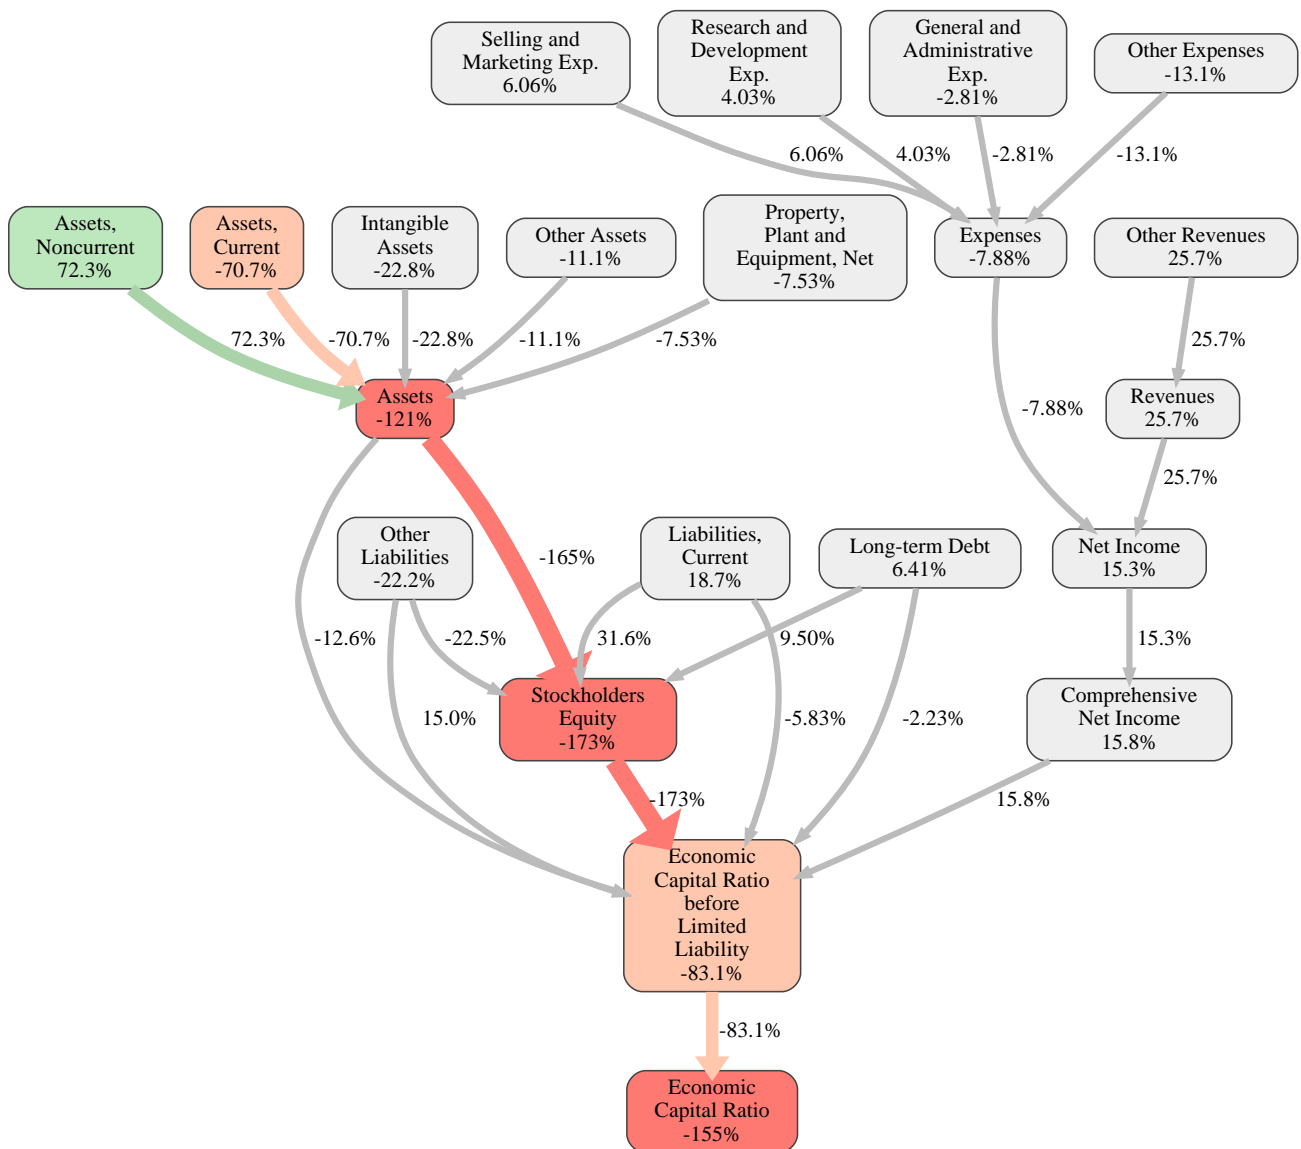 Selling and
Marketing Exp.
6.06%
Research and
Development
Exp.
4.03%
General and
Administrative
Exp.
-2.81%
Other Expenses
-13.1%
6.06%
4.03%
-2.81%
-13.1%
Assets,
Noncurrent
72.3%
Assets,
Current
-70.7%
Intangible
Assets
-22.8%
Other Assets
-11.1%
Property,
Plant and
Equipment, Net
-7.53%
Expenses
-7.88%
Other Revenues
25.7%
72.3%
-70.7%
-22.8%
-11.1%
-7.53%
25.7%
Assets
-121%
-7.88%
Revenues
25.7%
25.7%
Other
Liabilities
-22.2%
-165%
Liabilities,
Current
18.7%
Long-term Debt
6.41%
Net Income
15.3%
-12.6%
-22.5%
31.6%
9.50%
15.3%
Stockholders
Equity
-173%
15.0%
-5.83%
-2.23%
Comprehensive
Net Income
15.8%
-173%
15.8%
Economic
Capital Ratio
before
Limited
Liability
-83.1%
-83.1%
Economic
Capital Ratio
-155%